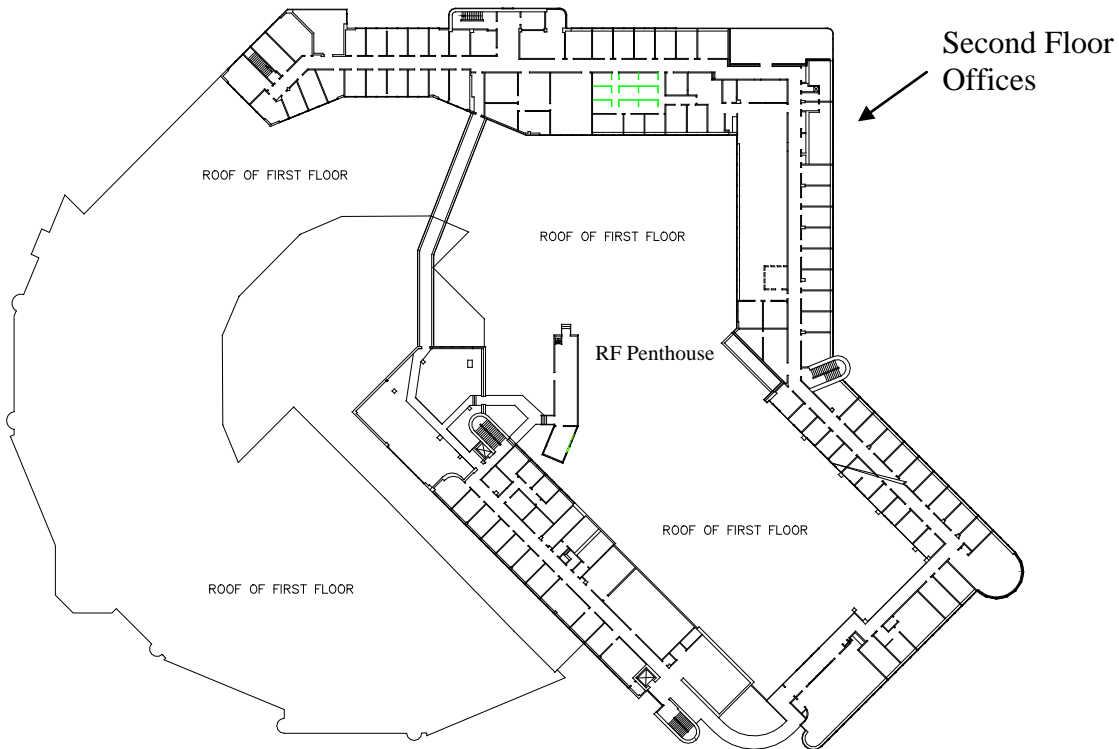 Second Floor
Offices
ROOF OF FIRST FLOOR
ROOF OF FIRST FLOOR
RF Penthouse
ROOF OF FIRST FLOOR
ROOF OF FIRST FLOOR